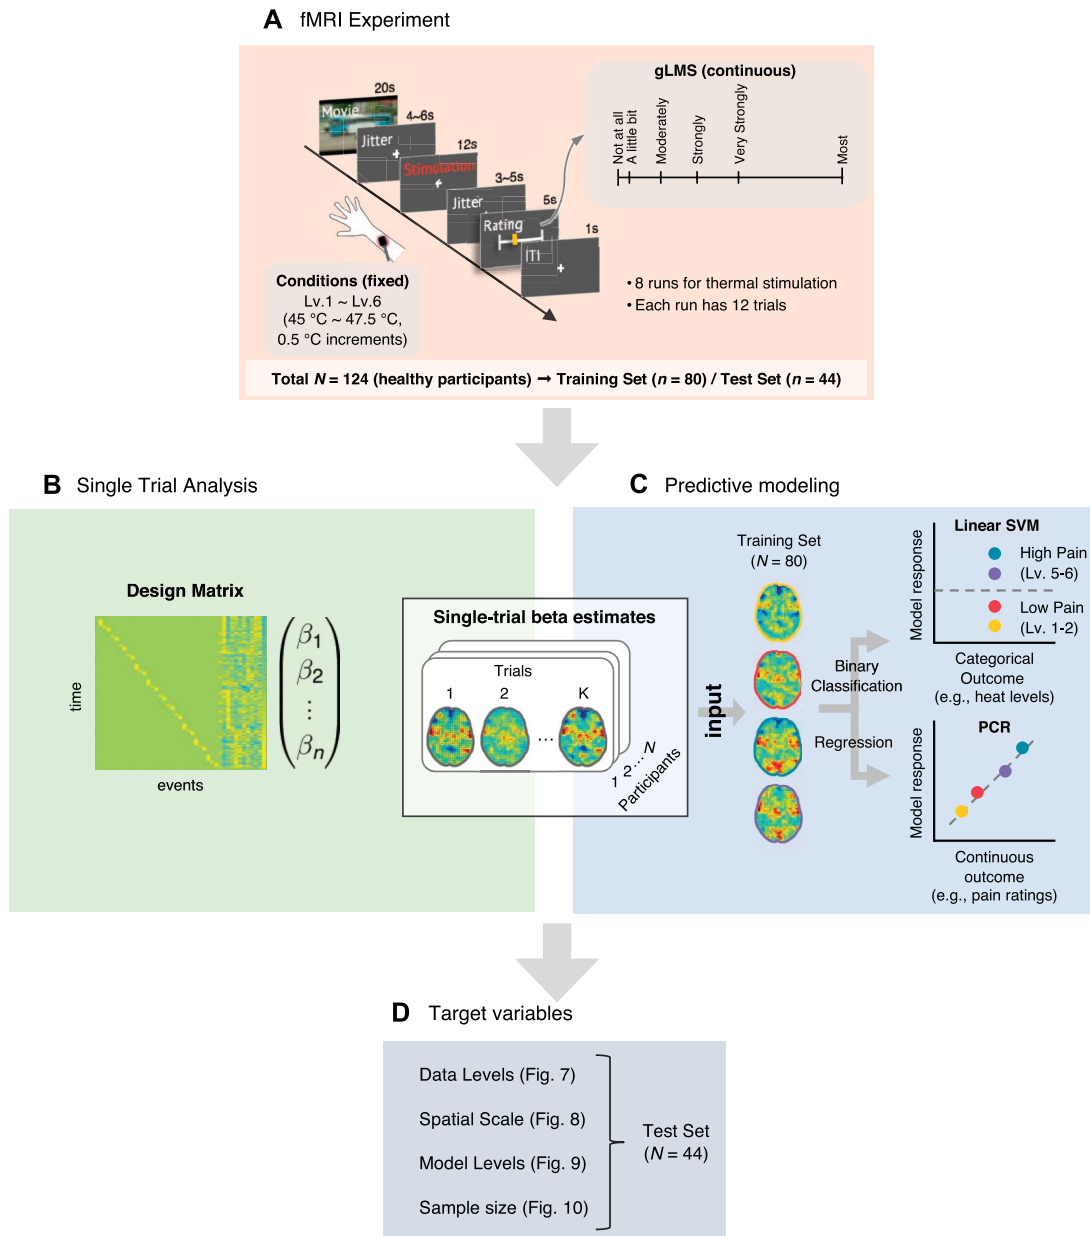 A fMRI Experiment
20s
Movie
4~6s
Jitter
12s
Stimulation
3~5s
Jitter
5s
Rating
1s
ITI
gLMS (continuous)
Not at all
A little bit
Moderately
Strongly
Very Strongly
Most
Conditions (fixed)
Lv.1 ~ Lv.6
(45 °C ~ 47.5 °C,
0.5 °C increments)
• 8 runs for thermal stimulation
• Each run has 12 trials
Total N = 124 (healthy participants) → Training Set (n = 80) / Test Set (n = 44)
B Single Trial Analysis
Design Matrix
time
events
β1
β2
⋮
βn
Single-trial beta estimates
Trials
1 2 K
...
1 2 ... N
Participants
C Predictive modeling
input
Training Set
(N = 80)
Binary
Classification
Regression
Linear SVM
Model response
High Pain
(Lv. 5-6)
Low Pain
(Lv. 1-2)
Categorical
Outcome
(e.g., heat levels)
PCR
Model response
Continuous
outcome
(e.g., pain ratings)
D Target variables
Data Levels (Fig. 7)
Spatial Scale (Fig. 8)
Model Levels (Fig. 9)
Sample size (Fig. 10)
Test Set
(N = 44)